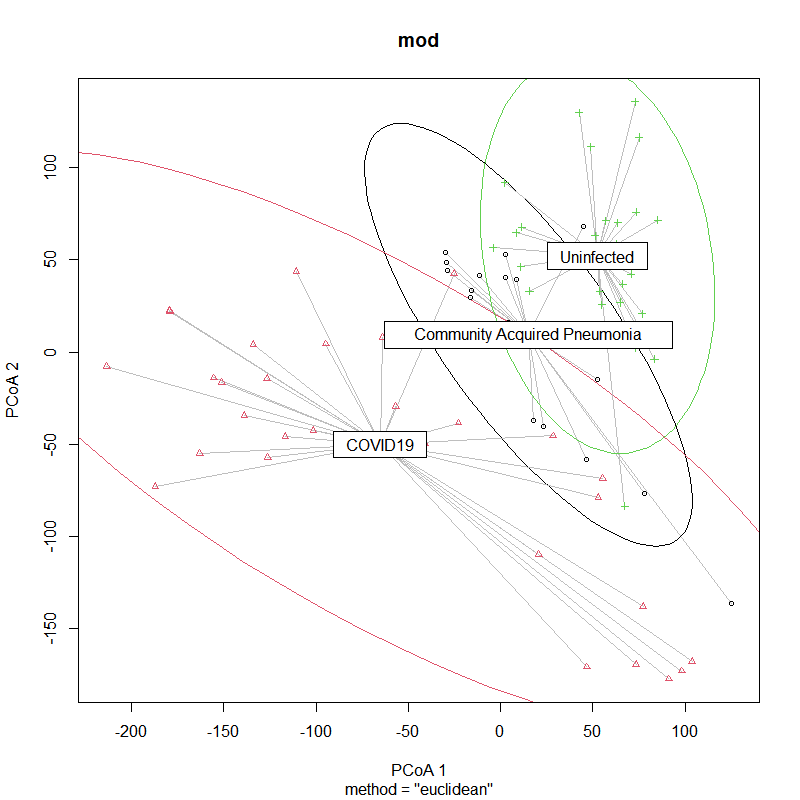 mod
100
50
0
-50
-100
-150
PCoA 2
Uninfected
Community Acquired Pneumonia
COVID19
-200
-150
-100
-50
0
50
100
PCoA 1
method = "euclidean"